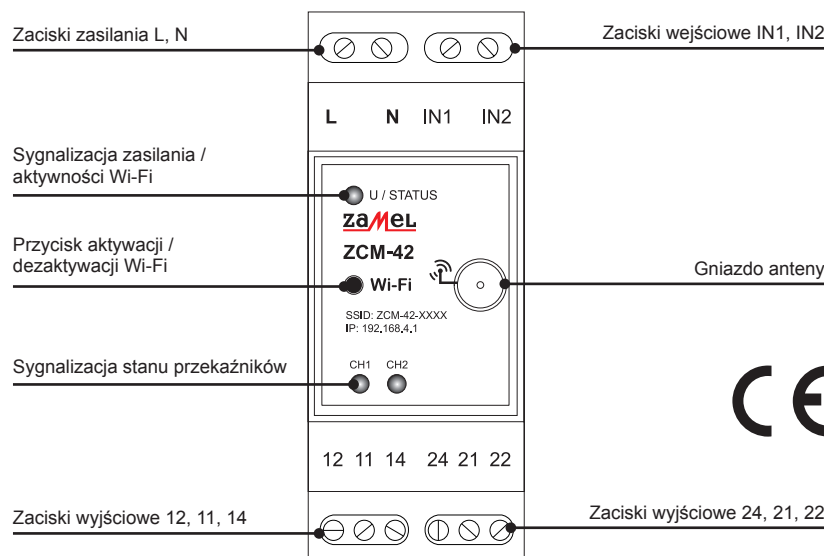 Zaciski zasilania L, N
Zaciski wejściowe IN1, IN2
L N IN1 IN2
Sygnalizacja zasilania /
aktywności Wi-Fi
U / STATUS
zaMeL
ZCM-42
Przycisk aktywacji /
dezaktywacji Wi-Fi
Wi-Fi
Gniazdo anteny
SSID: ZCM-42-XXXX
IP: 192.168.4.1
Sygnalizacja stanu przekaźników
CH1 CH2
CE
12 11 14 24 21 22
Zaciski wyjściowe 12, 11, 14
Zaciski wyjściowe 24, 21, 22